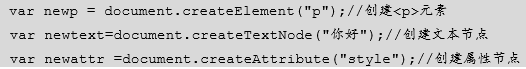 var newp = document.createElement("p");//创建<p>元素
var newtext=document.createTextNode("你好");//创建文本节点
var newattr =document.createAttribute("style");//创建属性节点